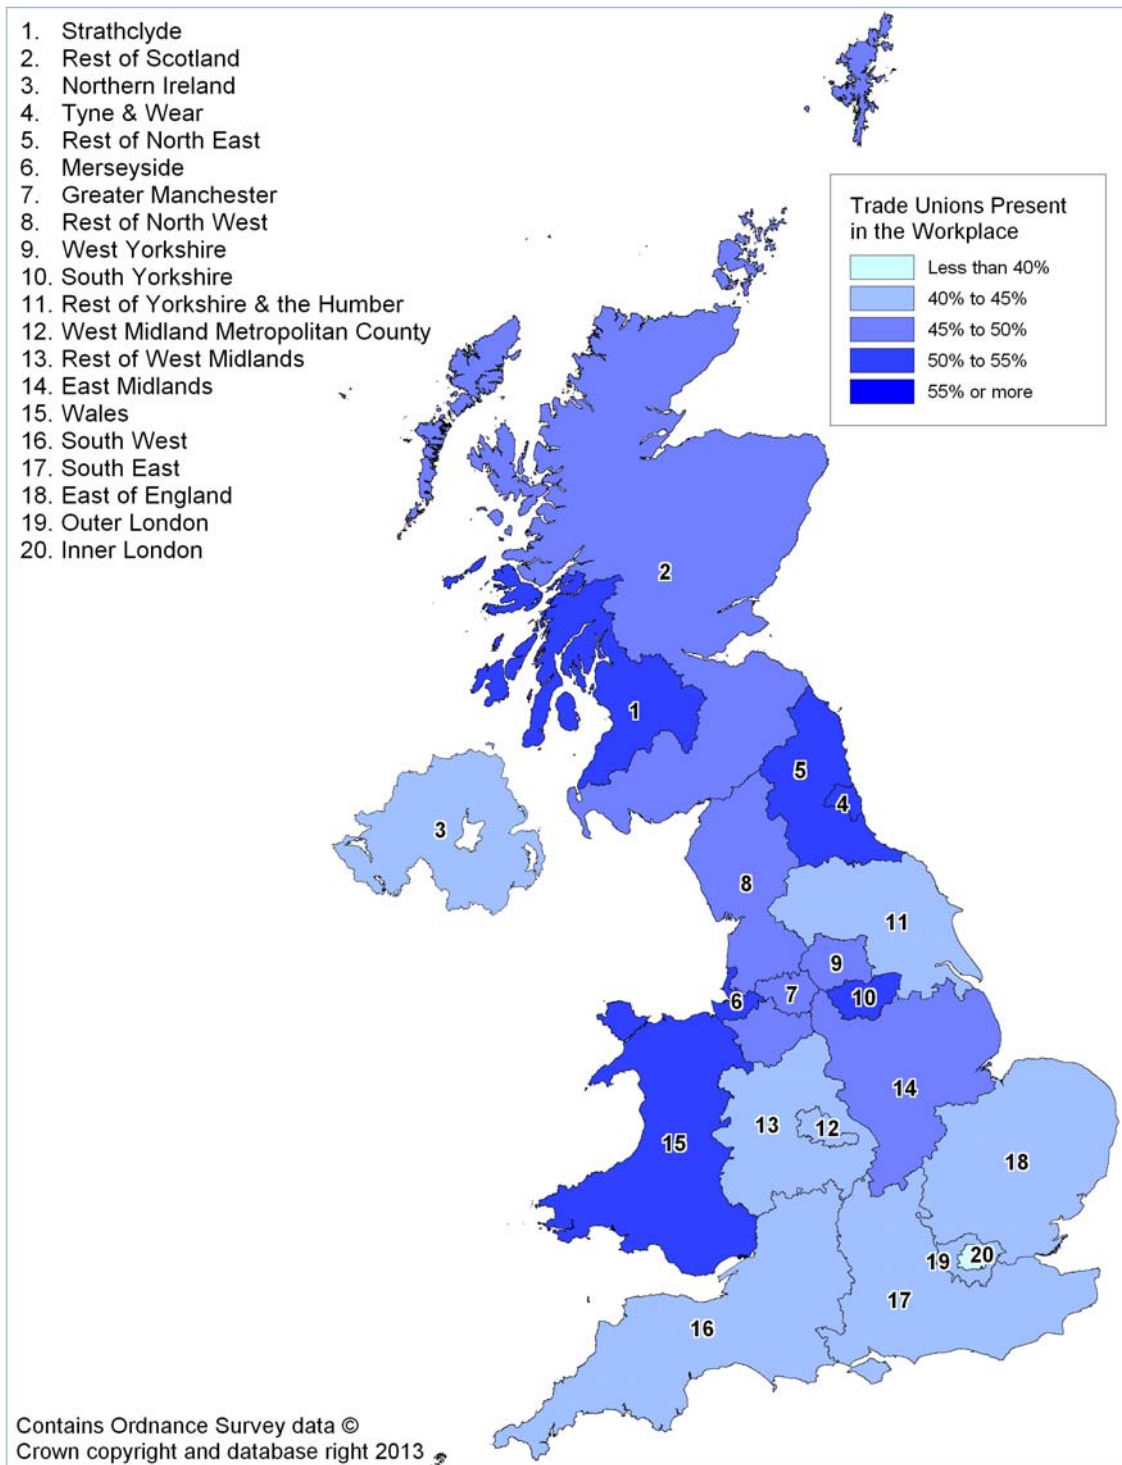 1. Strathclyde
2. Rest of Scotland
3. Northern Ireland
4. Tyne & Wear
5. Rest of North East
6. Merseyside
7. Greater Manchester
8. Rest of North West
9. West Yorkshire
10. South Yorkshire
11. Rest of Yorkshire & the Humber
12. West Midland Metropolitan County
13. Rest of West Midlands
14. East Midlands
15. Wales
16. South West
17. South East
18. East of England
19. Outer London
20. Inner London
Trade Unions Present
in the Workplace
Less than 40%
40% to 45%
45% to 50%
50% to 55%
55% or more
2
1
5
4
3
8
11
9
7
10
6
14
13
12
15
18
19
20
17
16
Contains Ordnance Survey data ©
Crown copyright and database right 2013